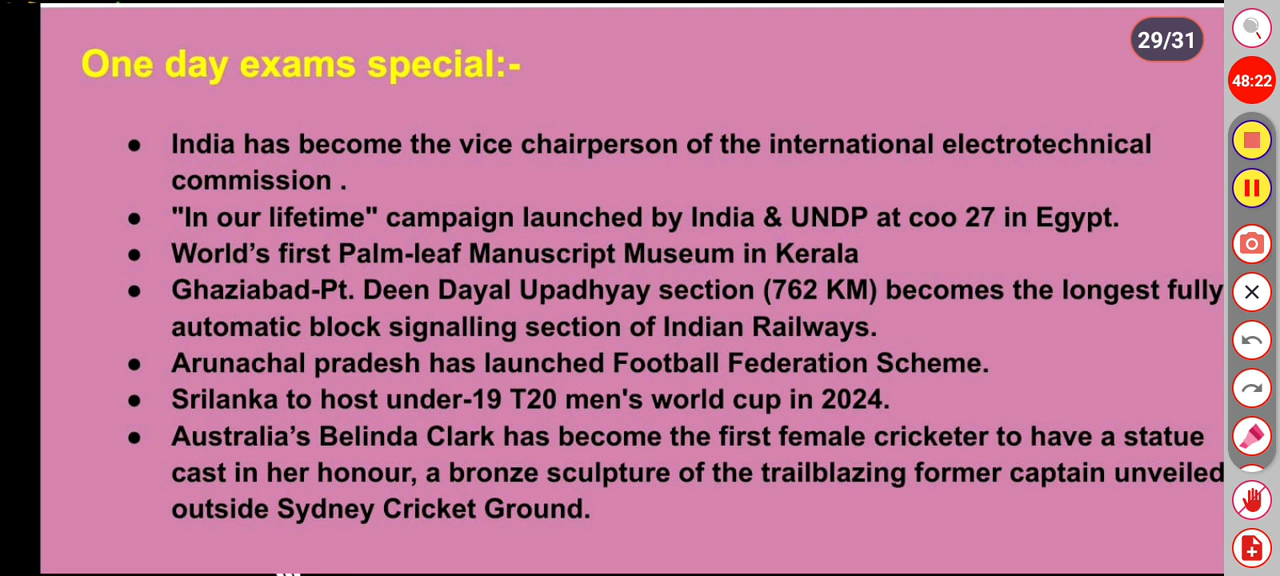 One day exams special:-
29/31
48:22
● India has become the vice chairperson of the international electrotechnical
commission .
● "In our lifetime" campaign launched by India & UNDP at coo 27 in Egypt.
● World’s first Palm-leaf Manuscript Museum in Kerala
● Ghaziabad-Pt. Deen Dayal Upadhyay section (762 KM) becomes the longest fully
automatic block signalling section of Indian Railways.
● Arunachal pradesh has launched Football Federation Scheme.
● Srilanka to host under-19 T20 men's world cup in 2024.
● Australia’s Belinda Clark has become the first female cricketer to have a statue
cast in her honour, a bronze sculpture of the trailblazing former captain unveiled
outside Sydney Cricket Ground.